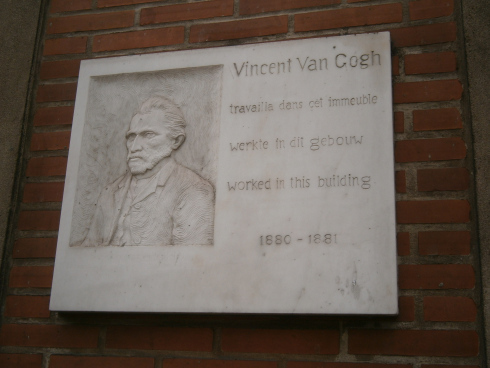 Vincent Van Gogh
travailla dans cet immeuble
werkte in dit gebouw
worked in this building
1880 - 1881